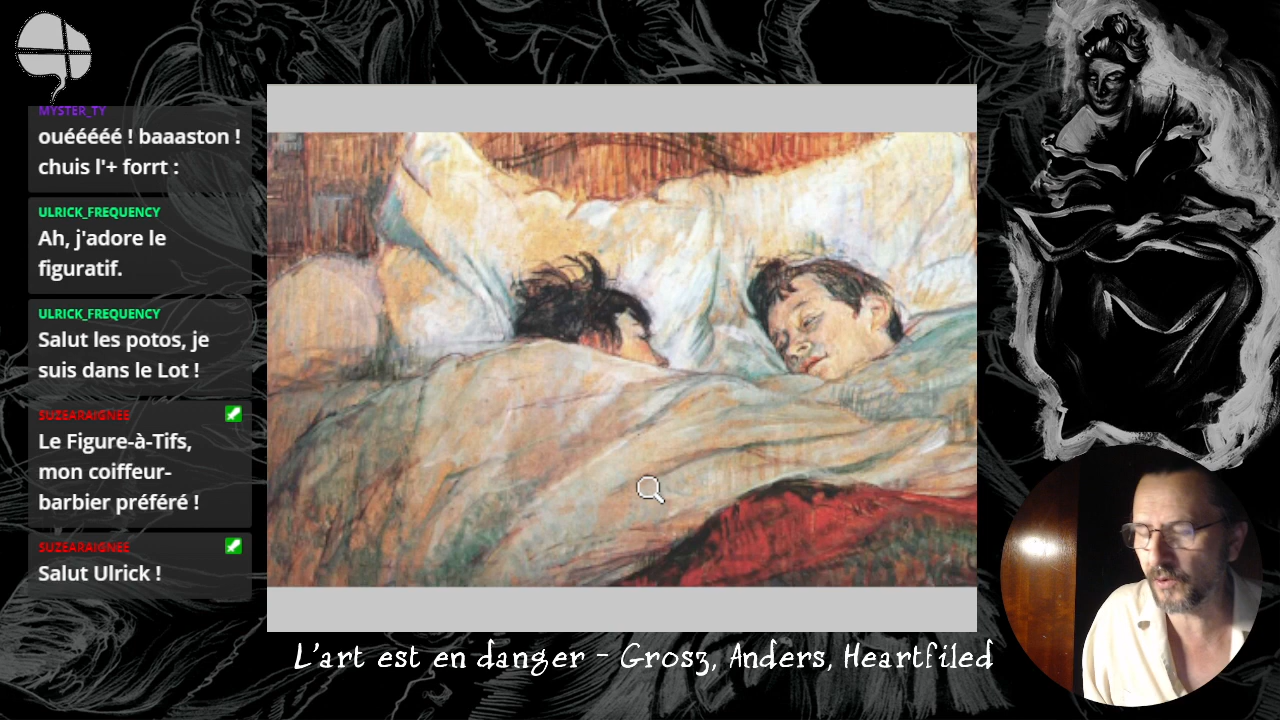 MYSTER_TY
ouééééé ! baaaston !
chuis l'+ forrt :
ULRICK_FREQUENCY
Ah, j'adore le
figuratif.
ULRICK_FREQUENCY
Salut les potos, je
suis dans le Lot !
SUZEARAIGNEE
Le Figure-à-Tifs,
mon coiffeur-
barbier préféré !
SUZEARAIGNEE
Salut Ulrick !
L'art est en danger - Grosz, Anders, Heartfiled